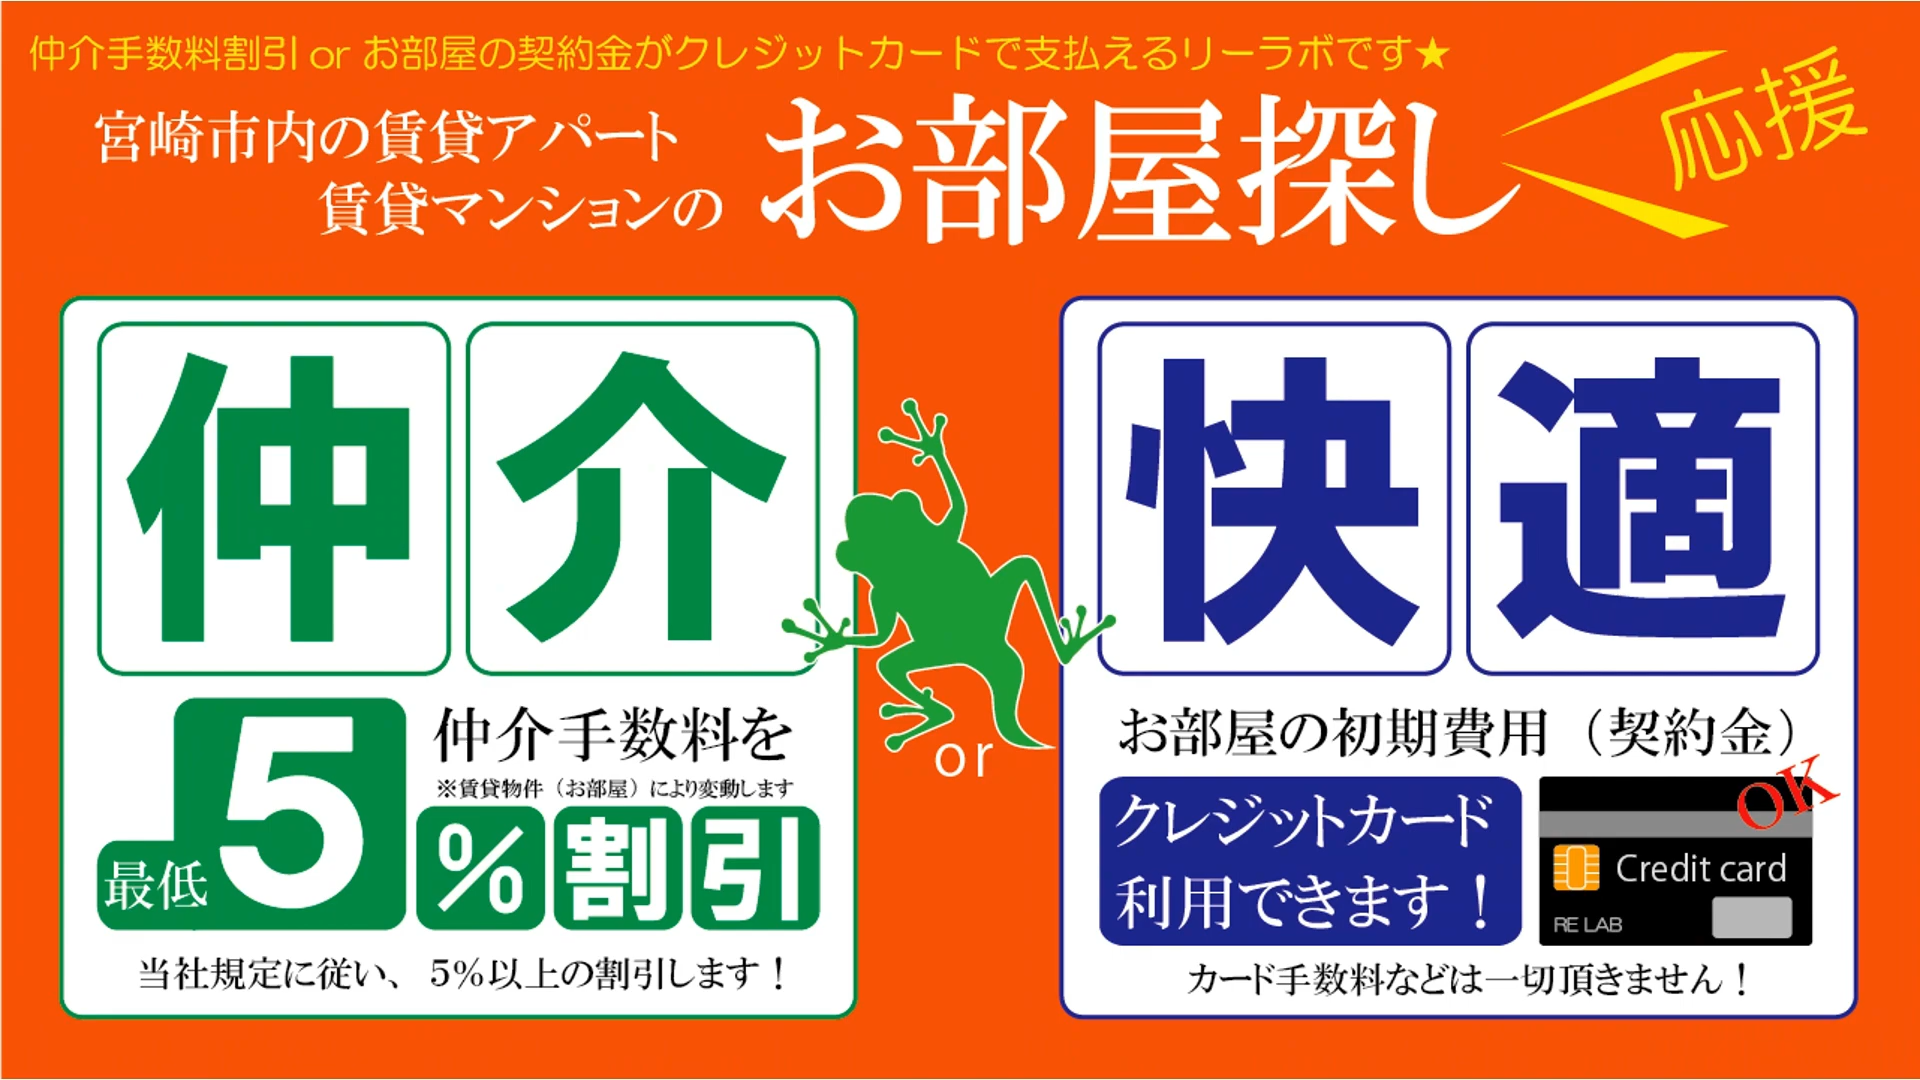 仲介手数料割引 or お部屋の契約金がクレジットカードで支払えるリーラボです★
宮崎市内の賃貸アパート
賃貸マンションの
お部屋探し
応援
仲介
最低5%割引
仲介手数料を
※賃貸物件（お部屋）により変動します
当社規定に従い、5%以上の割引します！
or
快適
お部屋の初期費用（契約金）
クレジットカード
利用できます！
OK
Credit card
RE LAB
カード手数料などは一切頂きません！